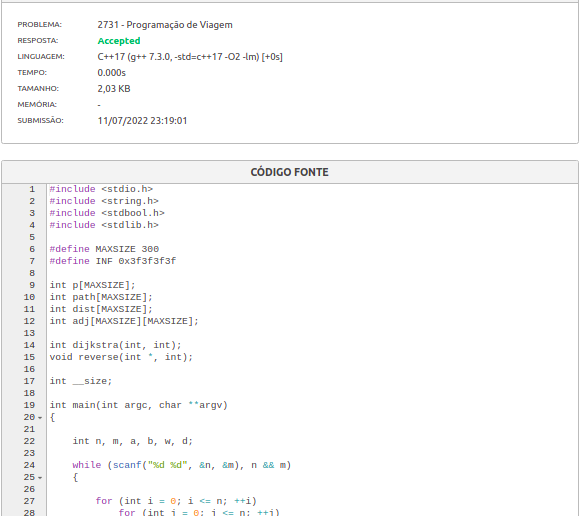 PROBLEMA: 2731 - Programação de Viagem
RESPOSTA: Accepted
LINGUAGEM: C++17 (g++ 7.3.0, -std=c++17 -O2 -lm) [+0s]
TEMPO: 0.000s
TAMANHO: 2,03 KB
MEMÓRIA: -
SUBMISSÃO: 11/07/2022 23:19:01
CÓDIGO FONTE
1 #include <stdio.h>
2 #include <string.h>
3 #include <stdbool.h>
4 #include <stdlib.h>
5
6 #define MAXSIZE 300
7 #define INF 0x3f3f3f3f
8
9 int p[MAXSIZE];
10 int path[MAXSIZE];
11 int dist[MAXSIZE];
12 int adj[MAXSIZE][MAXSIZE];
13
14 int dijkstra(int, int);
15 void reverse(int *, int);
16
17 int __size;
18
19 int main(int argc, char **argv)
20 {
21
22     int n, m, a, b, w, d;
23
24     while (scanf("%d %d", &n, &m), n && m)
25     {
26
27         for (int i = 0; i <= n; ++i)
28             for (int j = 0; j <= n; ++j)